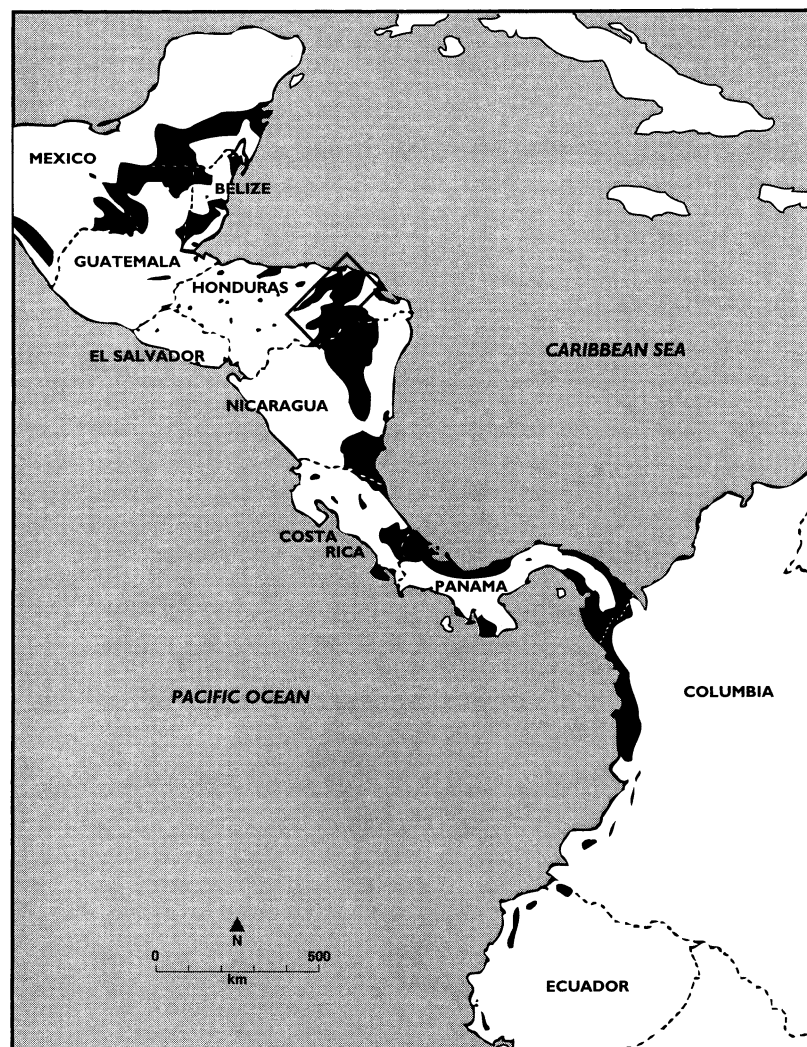 MEXICO
BELIZE
GUATEMALA
HONDURAS
EL SALVADOR
CARIBBEAN SEA
NICARAGUA
COSTA
RICA
PANAMA
PACIFIC OCEAN
COLUMBIA
N
0 500
km
ECUADOR